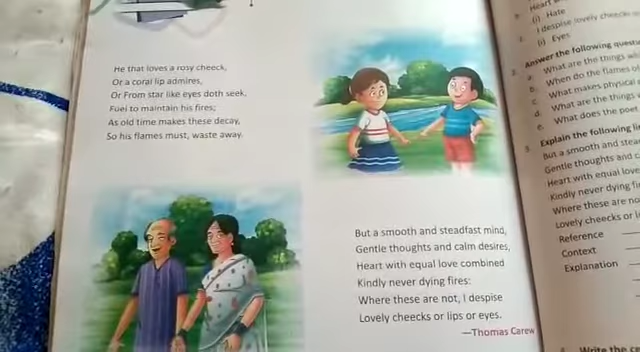 He that loves a rosy cheeck,
Or a coral lip admires,
Or From star like eyes doth seek,
Fuel to maintain his fires;
As old time makes these decay,
So his flames must, waste away.
But a smooth and steadfast mind,
Gentle thoughts and calm desires,
Heart with equal love combined
Kindly never dying fires:
Where these are not, I despise
Lovely cheecks or lips or eyes.
—Thomas Carew
(i) Hate
I despise lovely cheecks
(i) Eyes
Answer the following
a. What are the things
b. When do the flames
c. What makes physical
d. What are the things
e. What does the poet
3. Explain the following
But a smooth and
Gentle thoughts and
Heart with equal love
Kindly never dying
Where these are
Lovely cheecks or
Reference
Context
Explanation
Write the